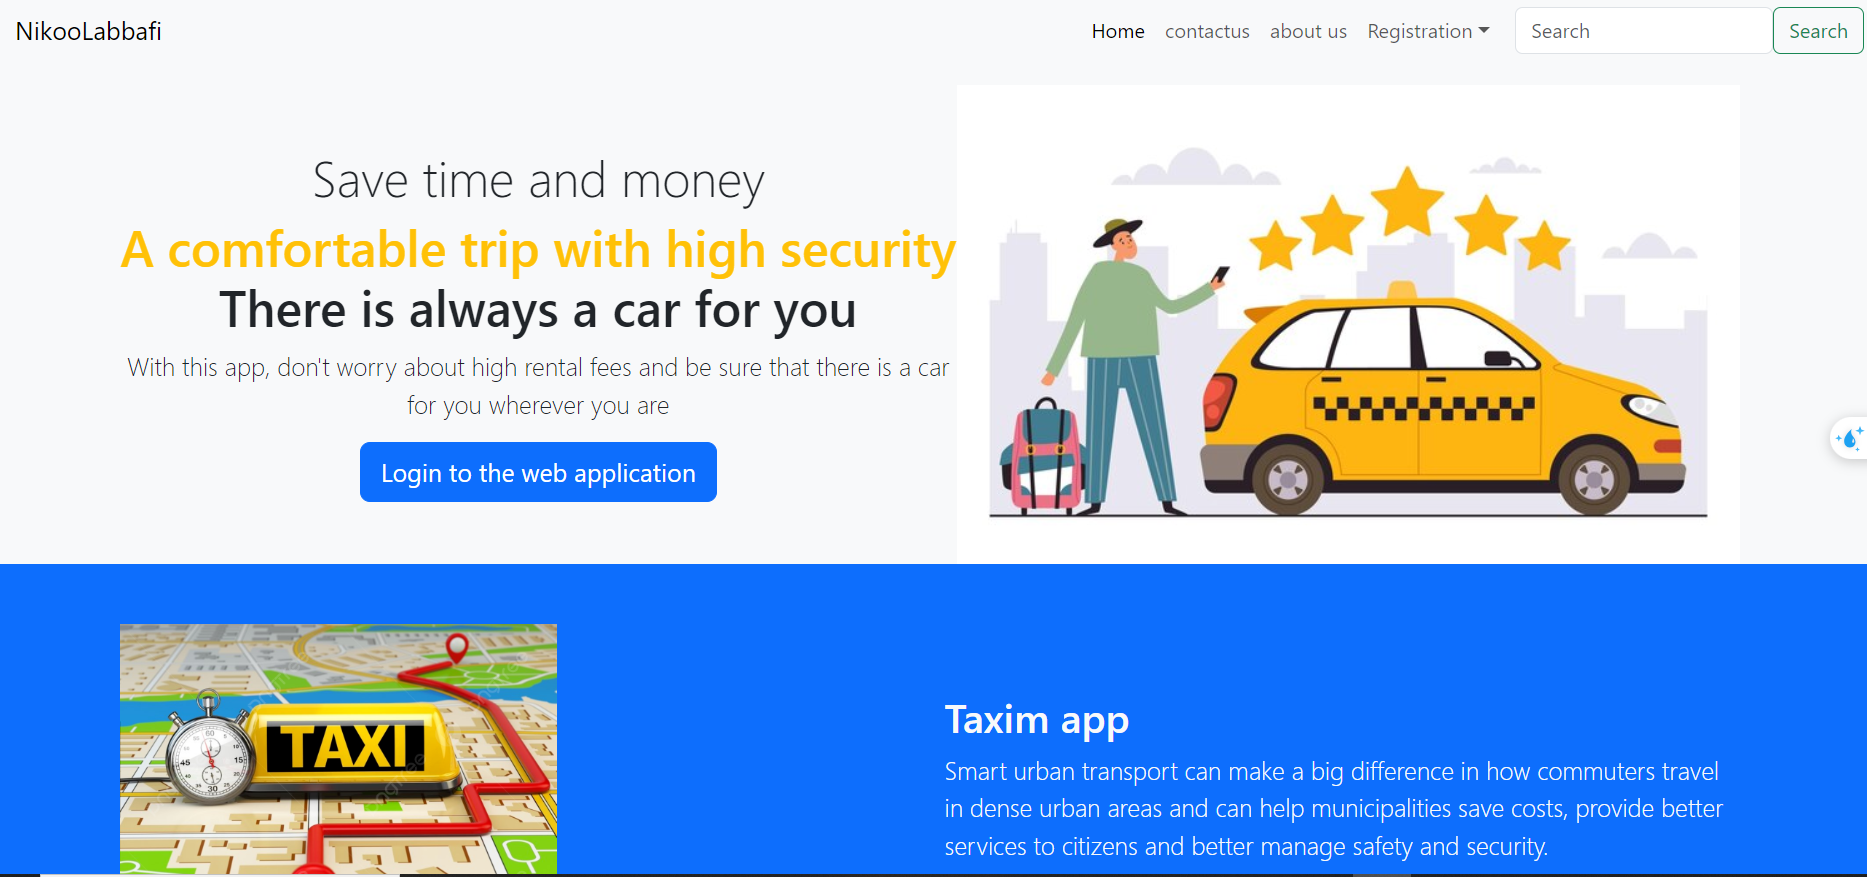 NikooLabbafi
Home contactus about us Registration Search Search
Save time and money
A comfortable trip with high security
There is always a car for you
With this app, don't worry about high rental fees and be sure that there is a car
for you wherever you are
Login to the web application
TAXI
60
45
15
30
Taxim app
Smart urban transport can make a big difference in how commuters travel
in dense urban areas and can help municipalities save costs, provide better
services to citizens and better manage safety and security.